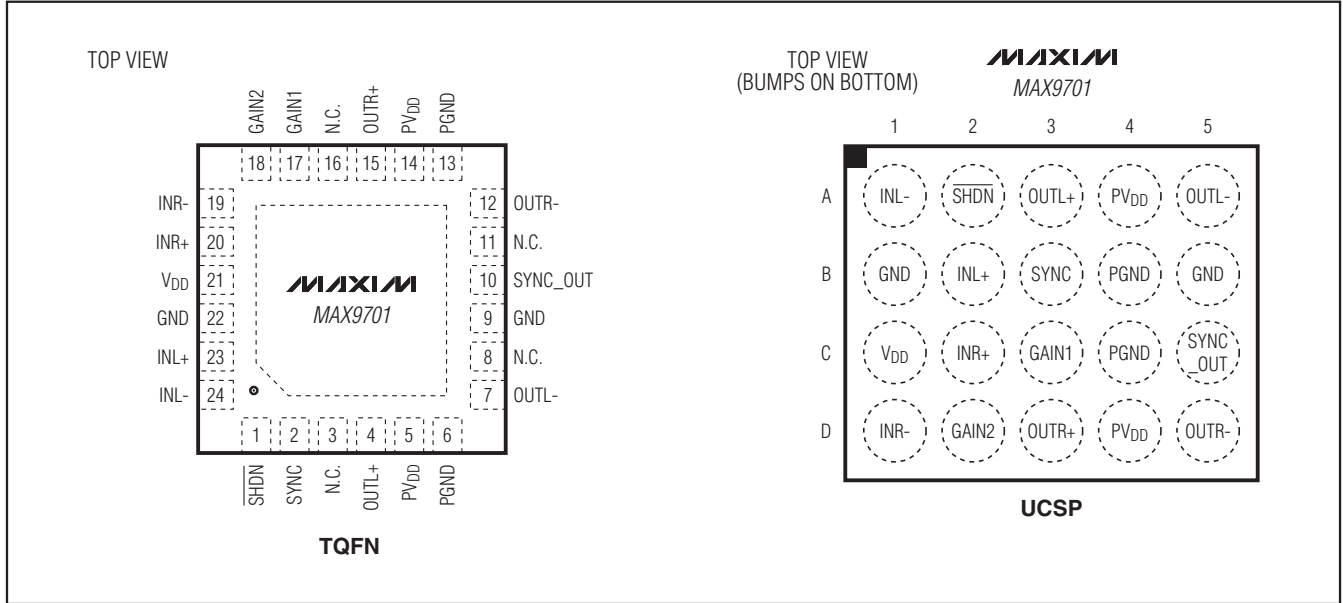 TOP VIEW
GAIN2
GAIN1
N.C.
OUTR+
PVDD
PGND
18 17 16 15 14 13
INR- 19
INR+ 20
VDD 21
GND 22
INL+ 23
INL- 24
MAXIM
MAX9701
12 OUTR-
11 N.C.
10 SYNC_OUT
9 GND
8 N.C.
7 OUTL-
1 2 3 4 5 6
SHDN
SYNC
N.C.
OUTL+
PVDD
PGND
TQFN
TOP VIEW
(BUMPS ON BOTTOM)
MAXIM
MAX9701
1 2 3 4 5
A INL- SHDN OUTL+ PVDD OUTL-
B GND INL+ SYNC PGND GND
C VDD INR+ GAIN1 PGND SYNC
_OUT
D INR- GAIN2 OUTR+ PVDD OUTR-
UCSP